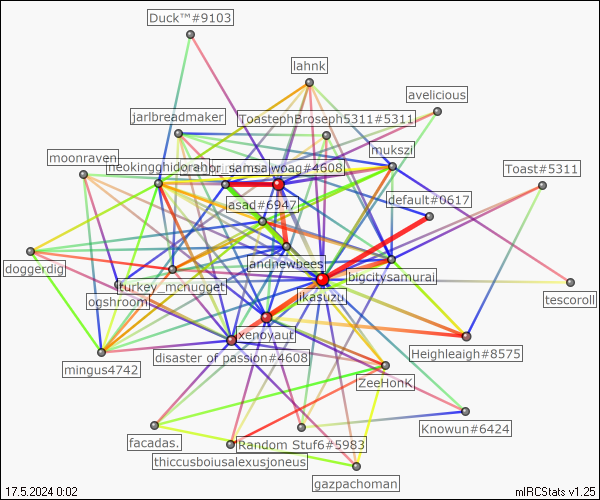 Duck™#9103
lahnk
avelicious
jarlbreadmaker
ToastephBroseph5311#5311
mukszi
moonraven
neokingghidorah
pr_samsa
woag#4608
Toast#5311
default#0617
asad#6947
doggerdig
andnewbees
bigcitysamurai
turkey_mcnugget
tescoroll
ogshroom
ikasuzu
xenoyaut
mingus4742
disaster of passion#4608
Heighleaigh#8575
ZeeHonK
facadas.
Random Stuf6#5983
Knowun#6424
thiccusboiusalexusjoneus
gazpachoman
17.5.2024 0:02
mIRCStats v1.25